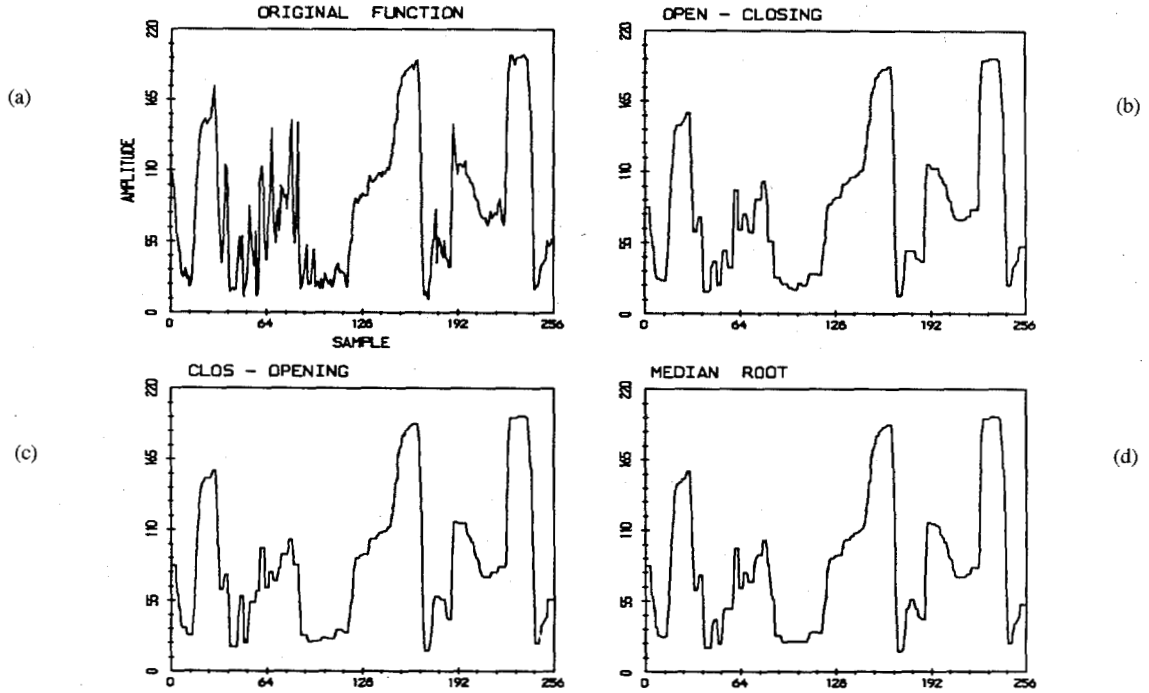 ORIGINAL FUNCTION
OPEN - CLOSING
(a)
AMPLITUDE
220
165
110
55
0
0 64 128 192 256
SAMPLE
(b)
220
165
110
55
0
0 64 128 192 256
CLOS - OPENING
(c)
220
165
110
55
0
0 64 128 192 256
MEDIAN ROOT
(d)
220
165
110
55
0
0 64 128 192 256